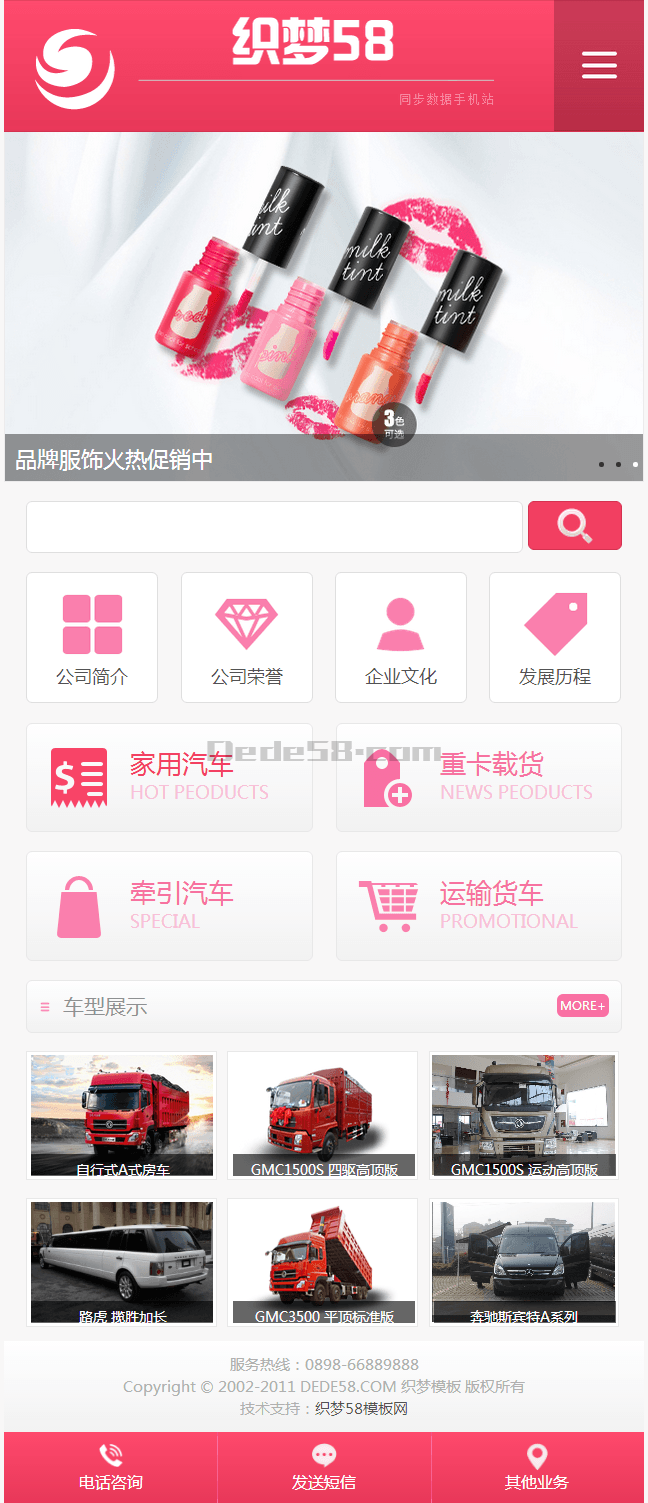 织梦58
同步数据手机站
milk
tint
milk
tint
milk
tint
red
pink
3色
可选
品牌服饰火热促销中
公司简介
公司荣誉
企业文化
发展历程
Dede58.com
家用汽车
HOT PEODUCTS
重卡载货
NEWS PEODUCTS
牵引汽车
SPECIAL
运输货车
PROMOTIONAL
车型展示
MORE+
自行式A式房车
GMC1500S 四驱高顶版
GMC1500S 运动高顶版
路虎 揽胜加长
GMC3500 平顶标准版
奔驰斯宾特A系列
服务热线：0898-66889888
Copyright © 2002-2011 DEDE58.COM 织梦模板 版权所有
技术支持：织梦58模板网
电话咨询
发送短信
其他业务